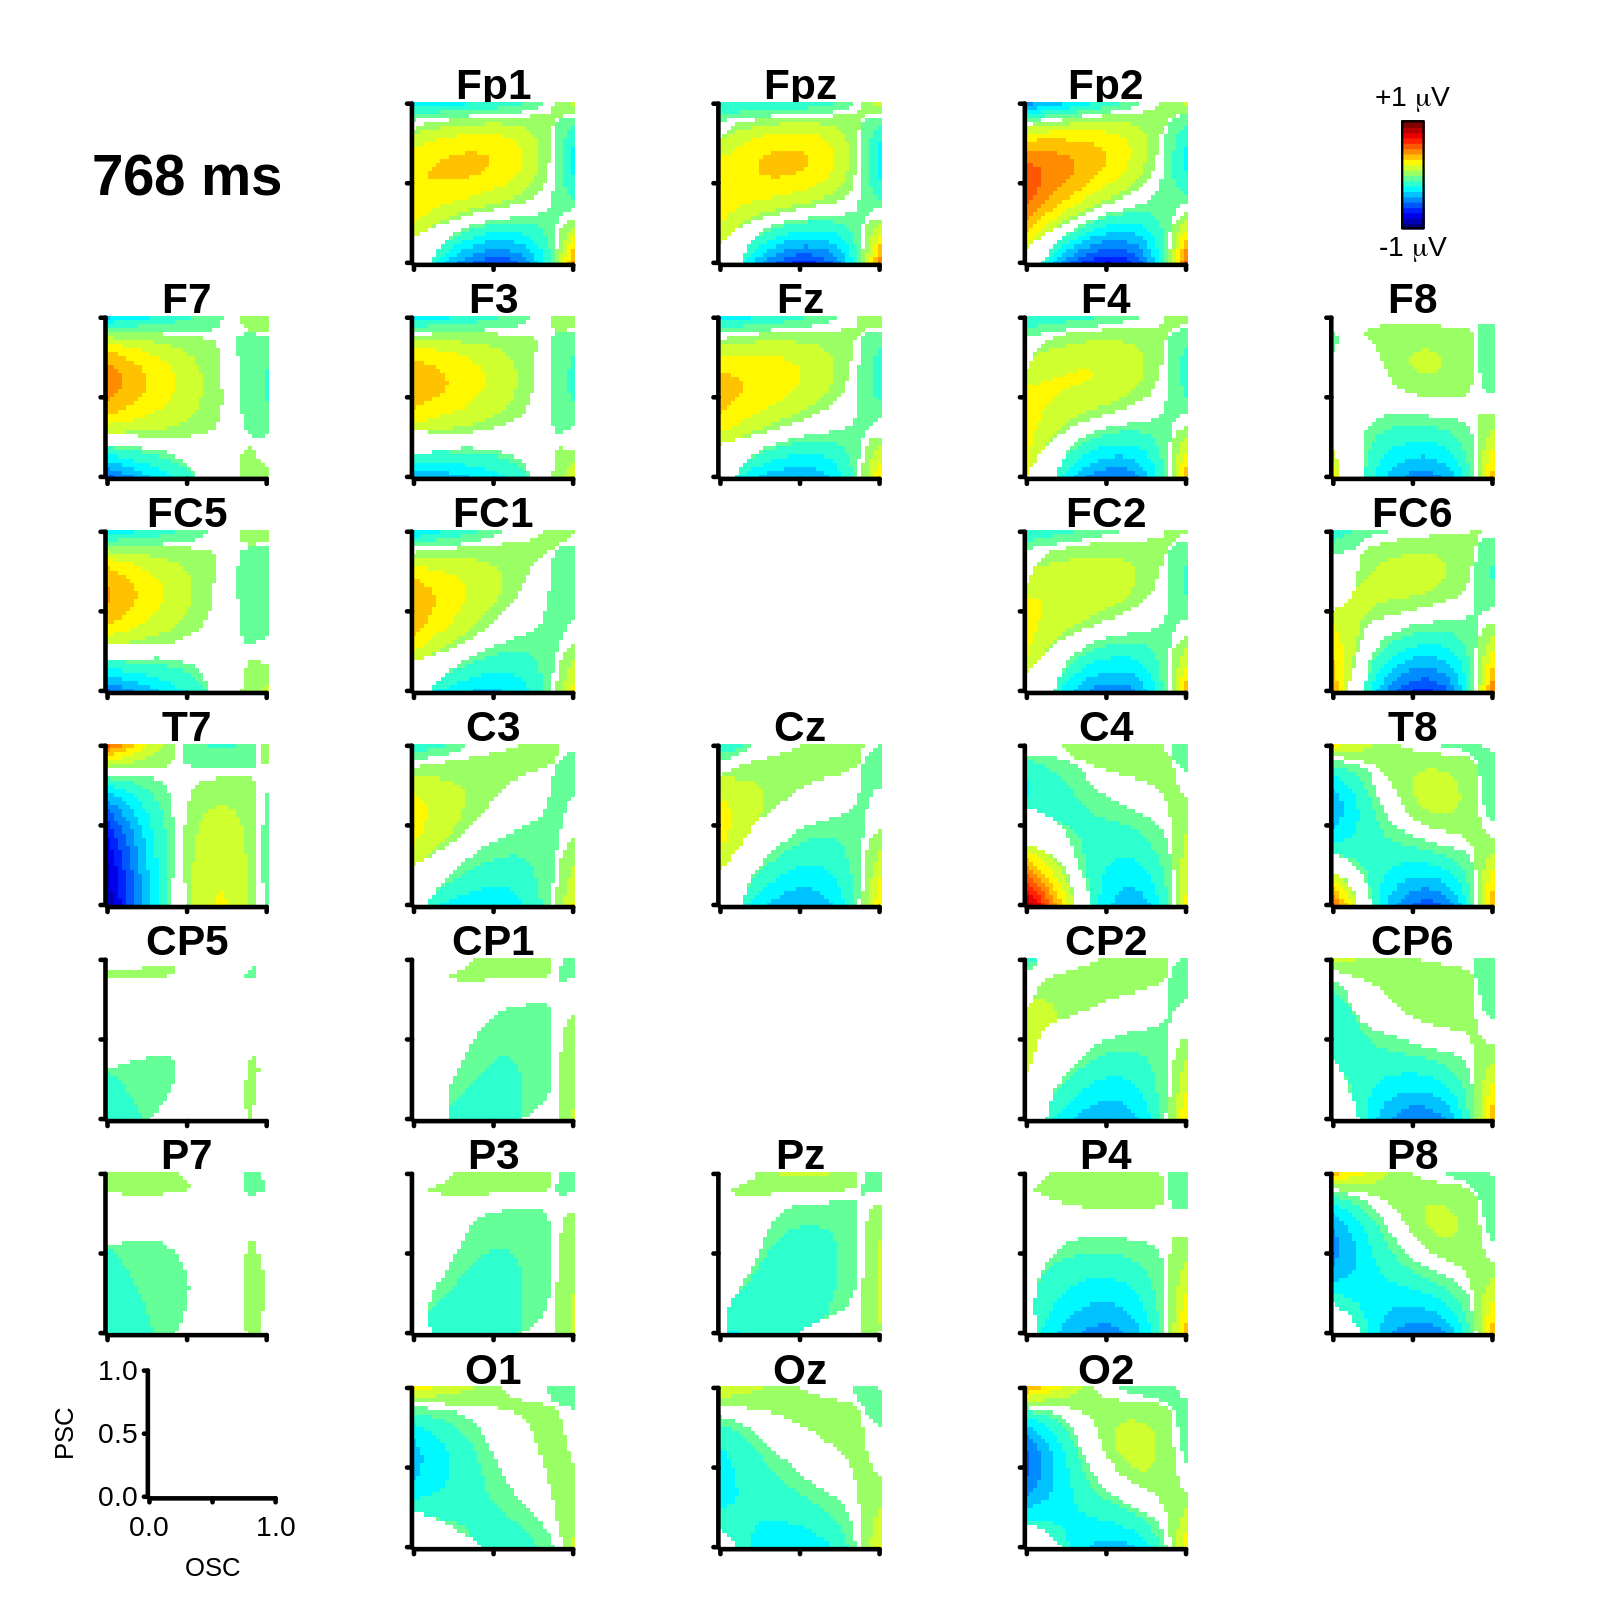 Fp1 Fpz Fp2
+1 μV
768 ms
-1 μV
F7 F3 Fz F4 F8
FC5 FC1 FC2 FC6
T7 C3 Cz C4 T8
CP5 CP1 CP2 CP6
P7 P3 Pz P4 P8
O1 Oz O2
1.0
PSC
0.5
0.0
0.0 1.0
OSC